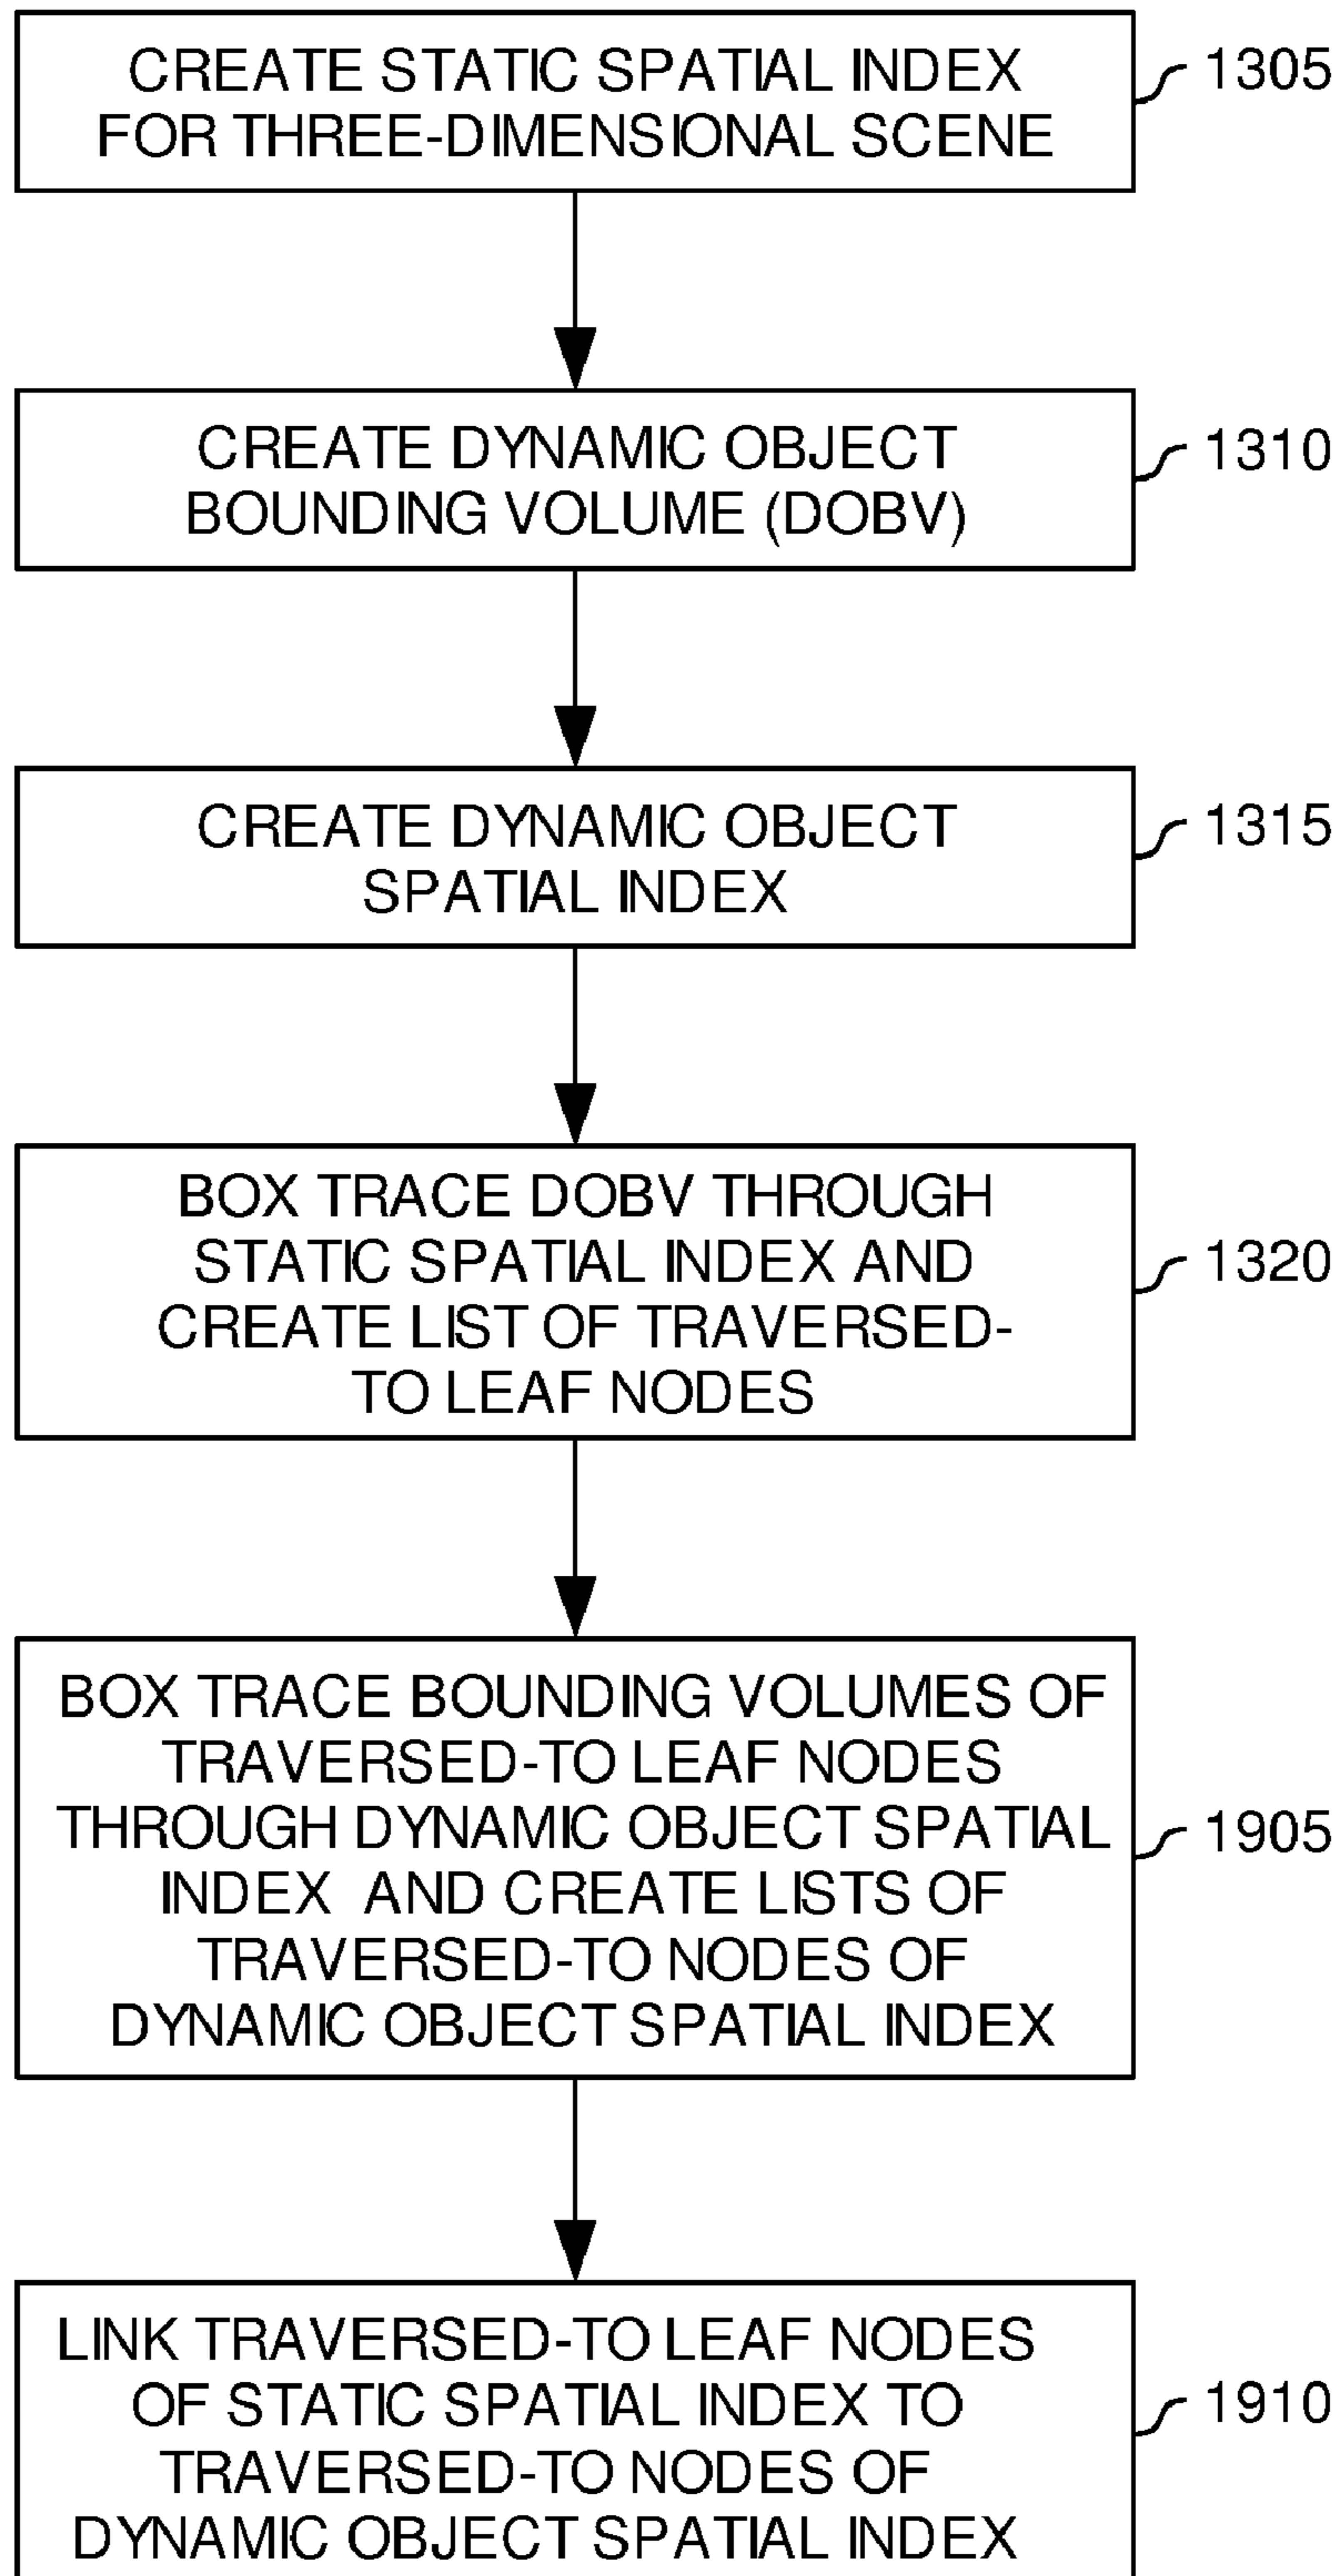 CREATE STATIC SPATIAL INDEX
FOR THREE-DIMENSIONAL SCENE
1305
CREATE DYNAMIC OBJECT
BOUNDING VOLUME (DOBV)
1310
CREATE DYNAMIC OBJECT
SPATIAL INDEX
1315
BOX TRACE DOBV THROUGH
STATIC SPATIAL INDEX AND
CREATE LIST OF TRAVERSED-
TO LEAF NODES
1320
BOX TRACE BOUNDING VOLUMES OF
TRAVERSED-TO LEAF NODES
THROUGH DYNAMIC OBJECT SPATIAL
INDEX AND CREATE LISTS OF
TRAVERSED-TO NODES OF
DYNAMIC OBJECT SPATIAL INDEX
1905
LINK TRAVERSED-TO LEAF NODES
OF STATIC SPATIAL INDEX TO
TRAVERSED-TO NODES OF
DYNAMIC OBJECT SPATIAL INDEX
1910